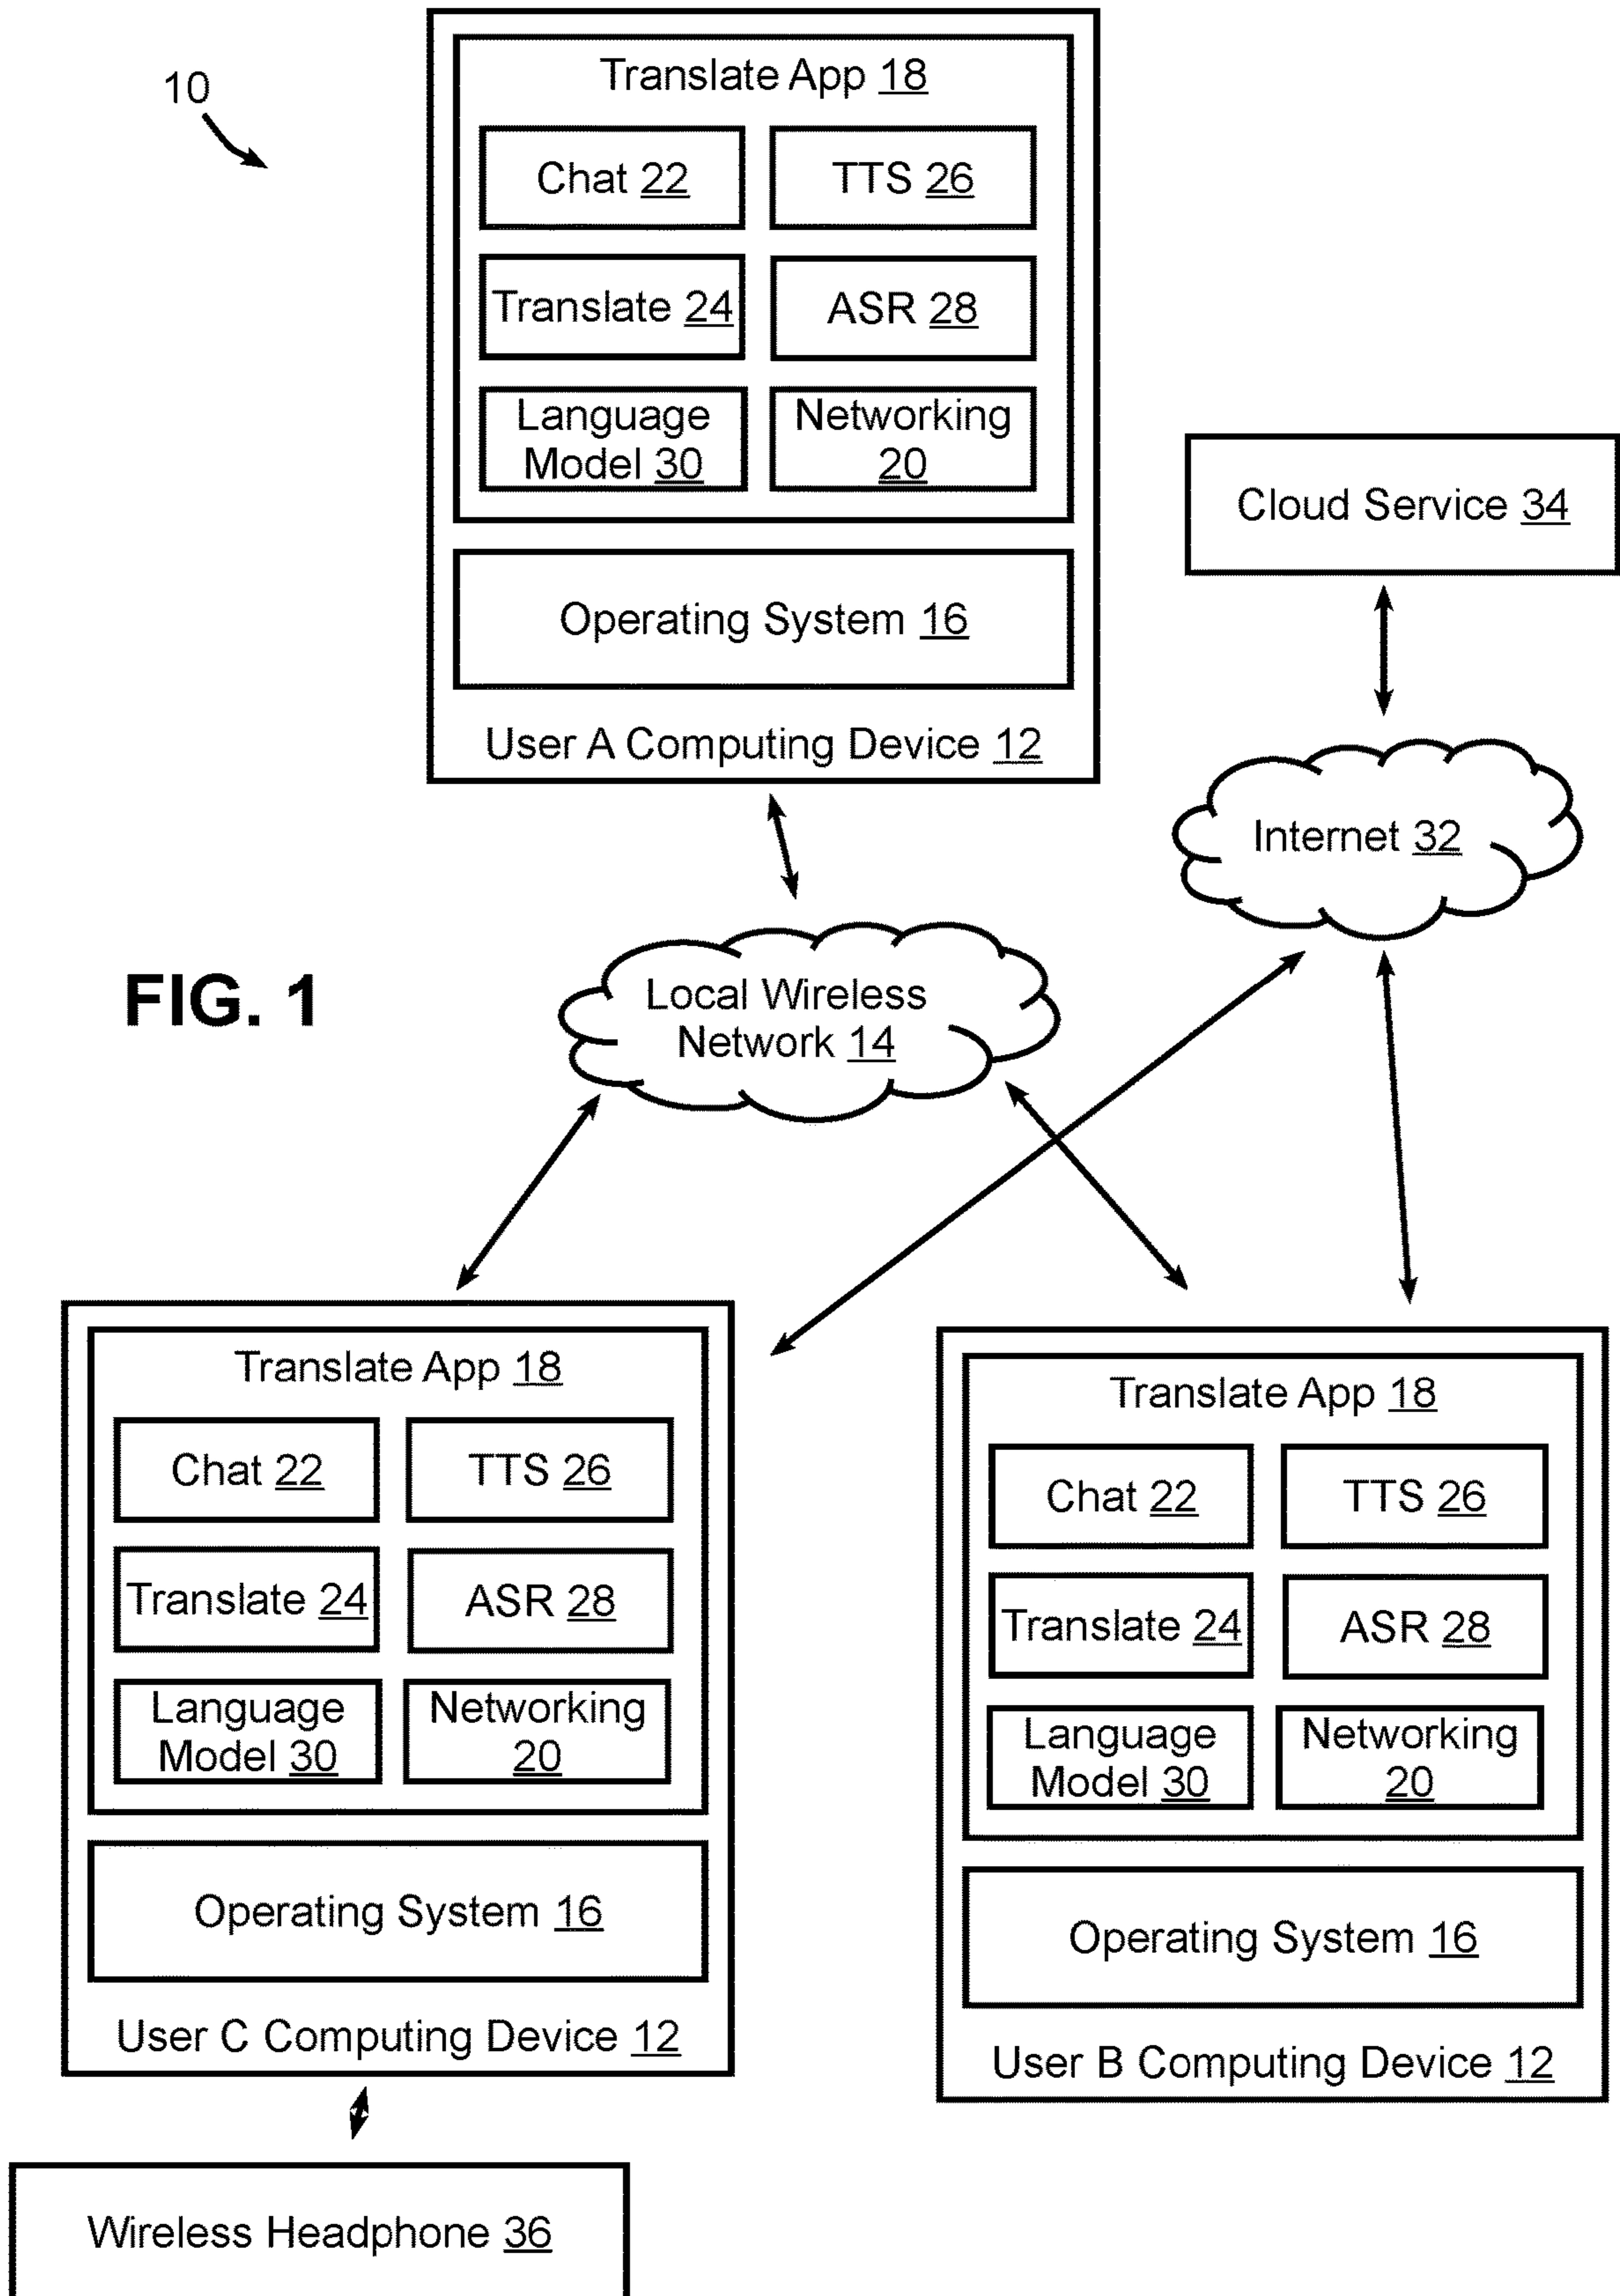 10
Translate App 18
Chat 22
TTS 26
Translate 24
ASR 28
Language
Model 30
Networking
20
Operating System 16
User A Computing Device 12
Cloud Service 34
Internet 32
FIG. 1
Local Wireless
Network 14
Translate App 18
Chat 22
TTS 26
Translate 24
ASR 28
Language
Model 30
Networking
20
Operating System 16
User C Computing Device 12
Translate App 18
Chat 22
TTS 26
Translate 24
ASR 28
Language
Model 30
Networking
20
Operating System 16
User B Computing Device 12
Wireless Headphone 36